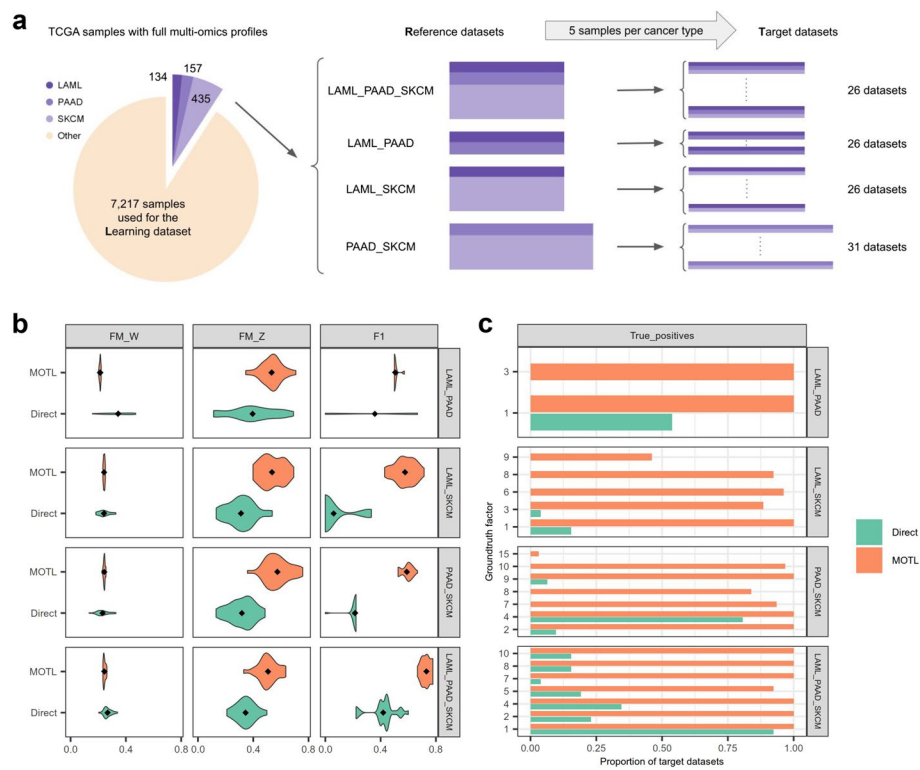 a
TCGA samples with full multi-omics profiles
Reference datasets
5 samples per cancer type
Target datasets
LAML
PAAD
SKCM
Other
134
157
435
7,217 samples
used for the
Learning dataset
LAML_PAAD_SKCM
26 datasets
LAML_PAAD
26 datasets
LAML_SKCM
26 datasets
PAAD_SKCM
31 datasets
b
FM_W
FM_Z
F1
MOTL
Direct
LAML_PAAD
MOTL
Direct
LAML_SKCM
MOTL
Direct
PAAD_SKCM
MOTL
Direct
LAML_PAAD_SKCM
0.0 0.4 0.8
0.0 0.4 0.8
0.0 0.4 0.8
c
True_positives
Groundtruth factor
3
1
LAML_PAAD
9
8
6
3
1
LAML_SKCM
15
10
9
8
7
4
2
PAAD_SKCM
10
8
7
5
4
2
1
LAML_PAAD_SKCM
0.00 0.25 0.50 0.75 1.00
Proportion of target datasets
Direct
MOTL